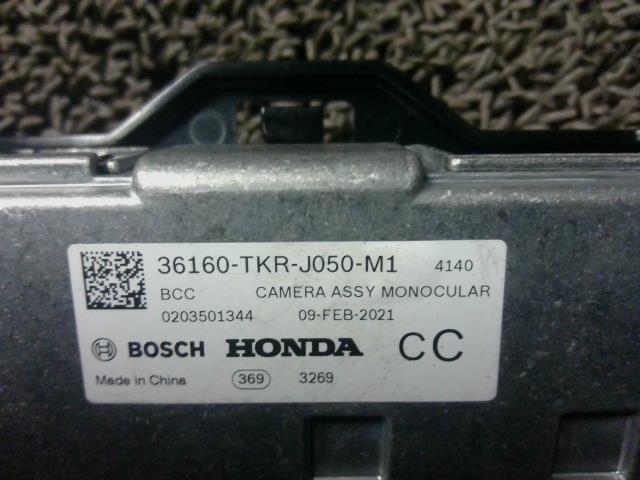 36160-TKR-J050-M1 4140
BCC CAMERA ASSY MONOCULAR
0203501344 09-FEB-2021
BOSCH HONDA CC
Made in China 369 3269